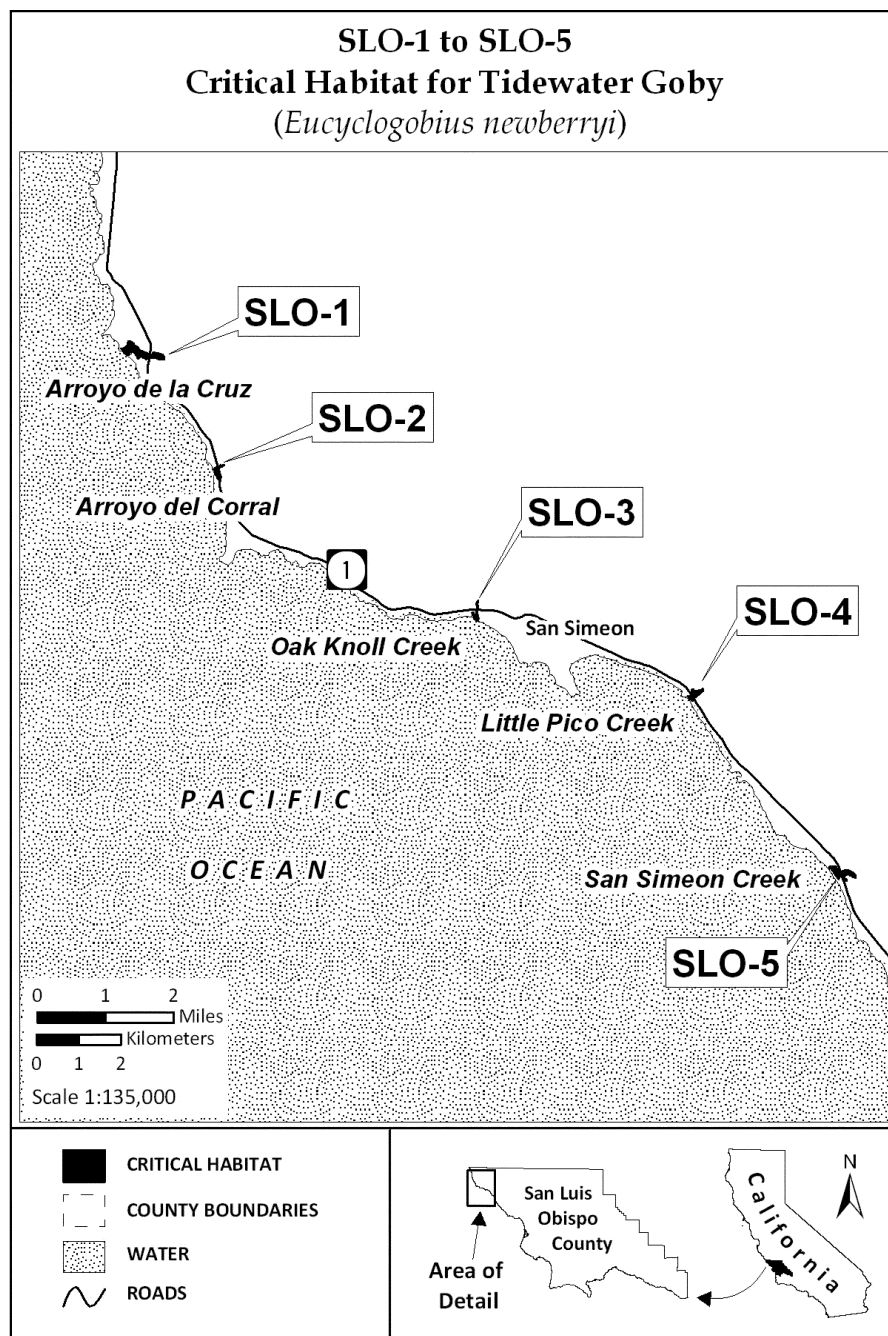 SLO-1 to SLO-5
Critical Habitat for Tidewater Goby
(Eucyclogobius newberryi)
SLO-1
Arroyo de la Cruz
SLO-2
Arroyo del Corral
SLO-3
1
Oak Knoll Creek
San Simeon
SLO-4
Little Pico Creek
PACIFIC
OCEAN
San Simeon Creek
SLO-5
0 1 2
Miles
Kilometers
0 1 2
Scale 1:135,000
CRITICAL HABITAT
COUNTY BOUNDARIES
WATER
ROADS
San Luis
Obispo
County
Area of
Detail
California
N